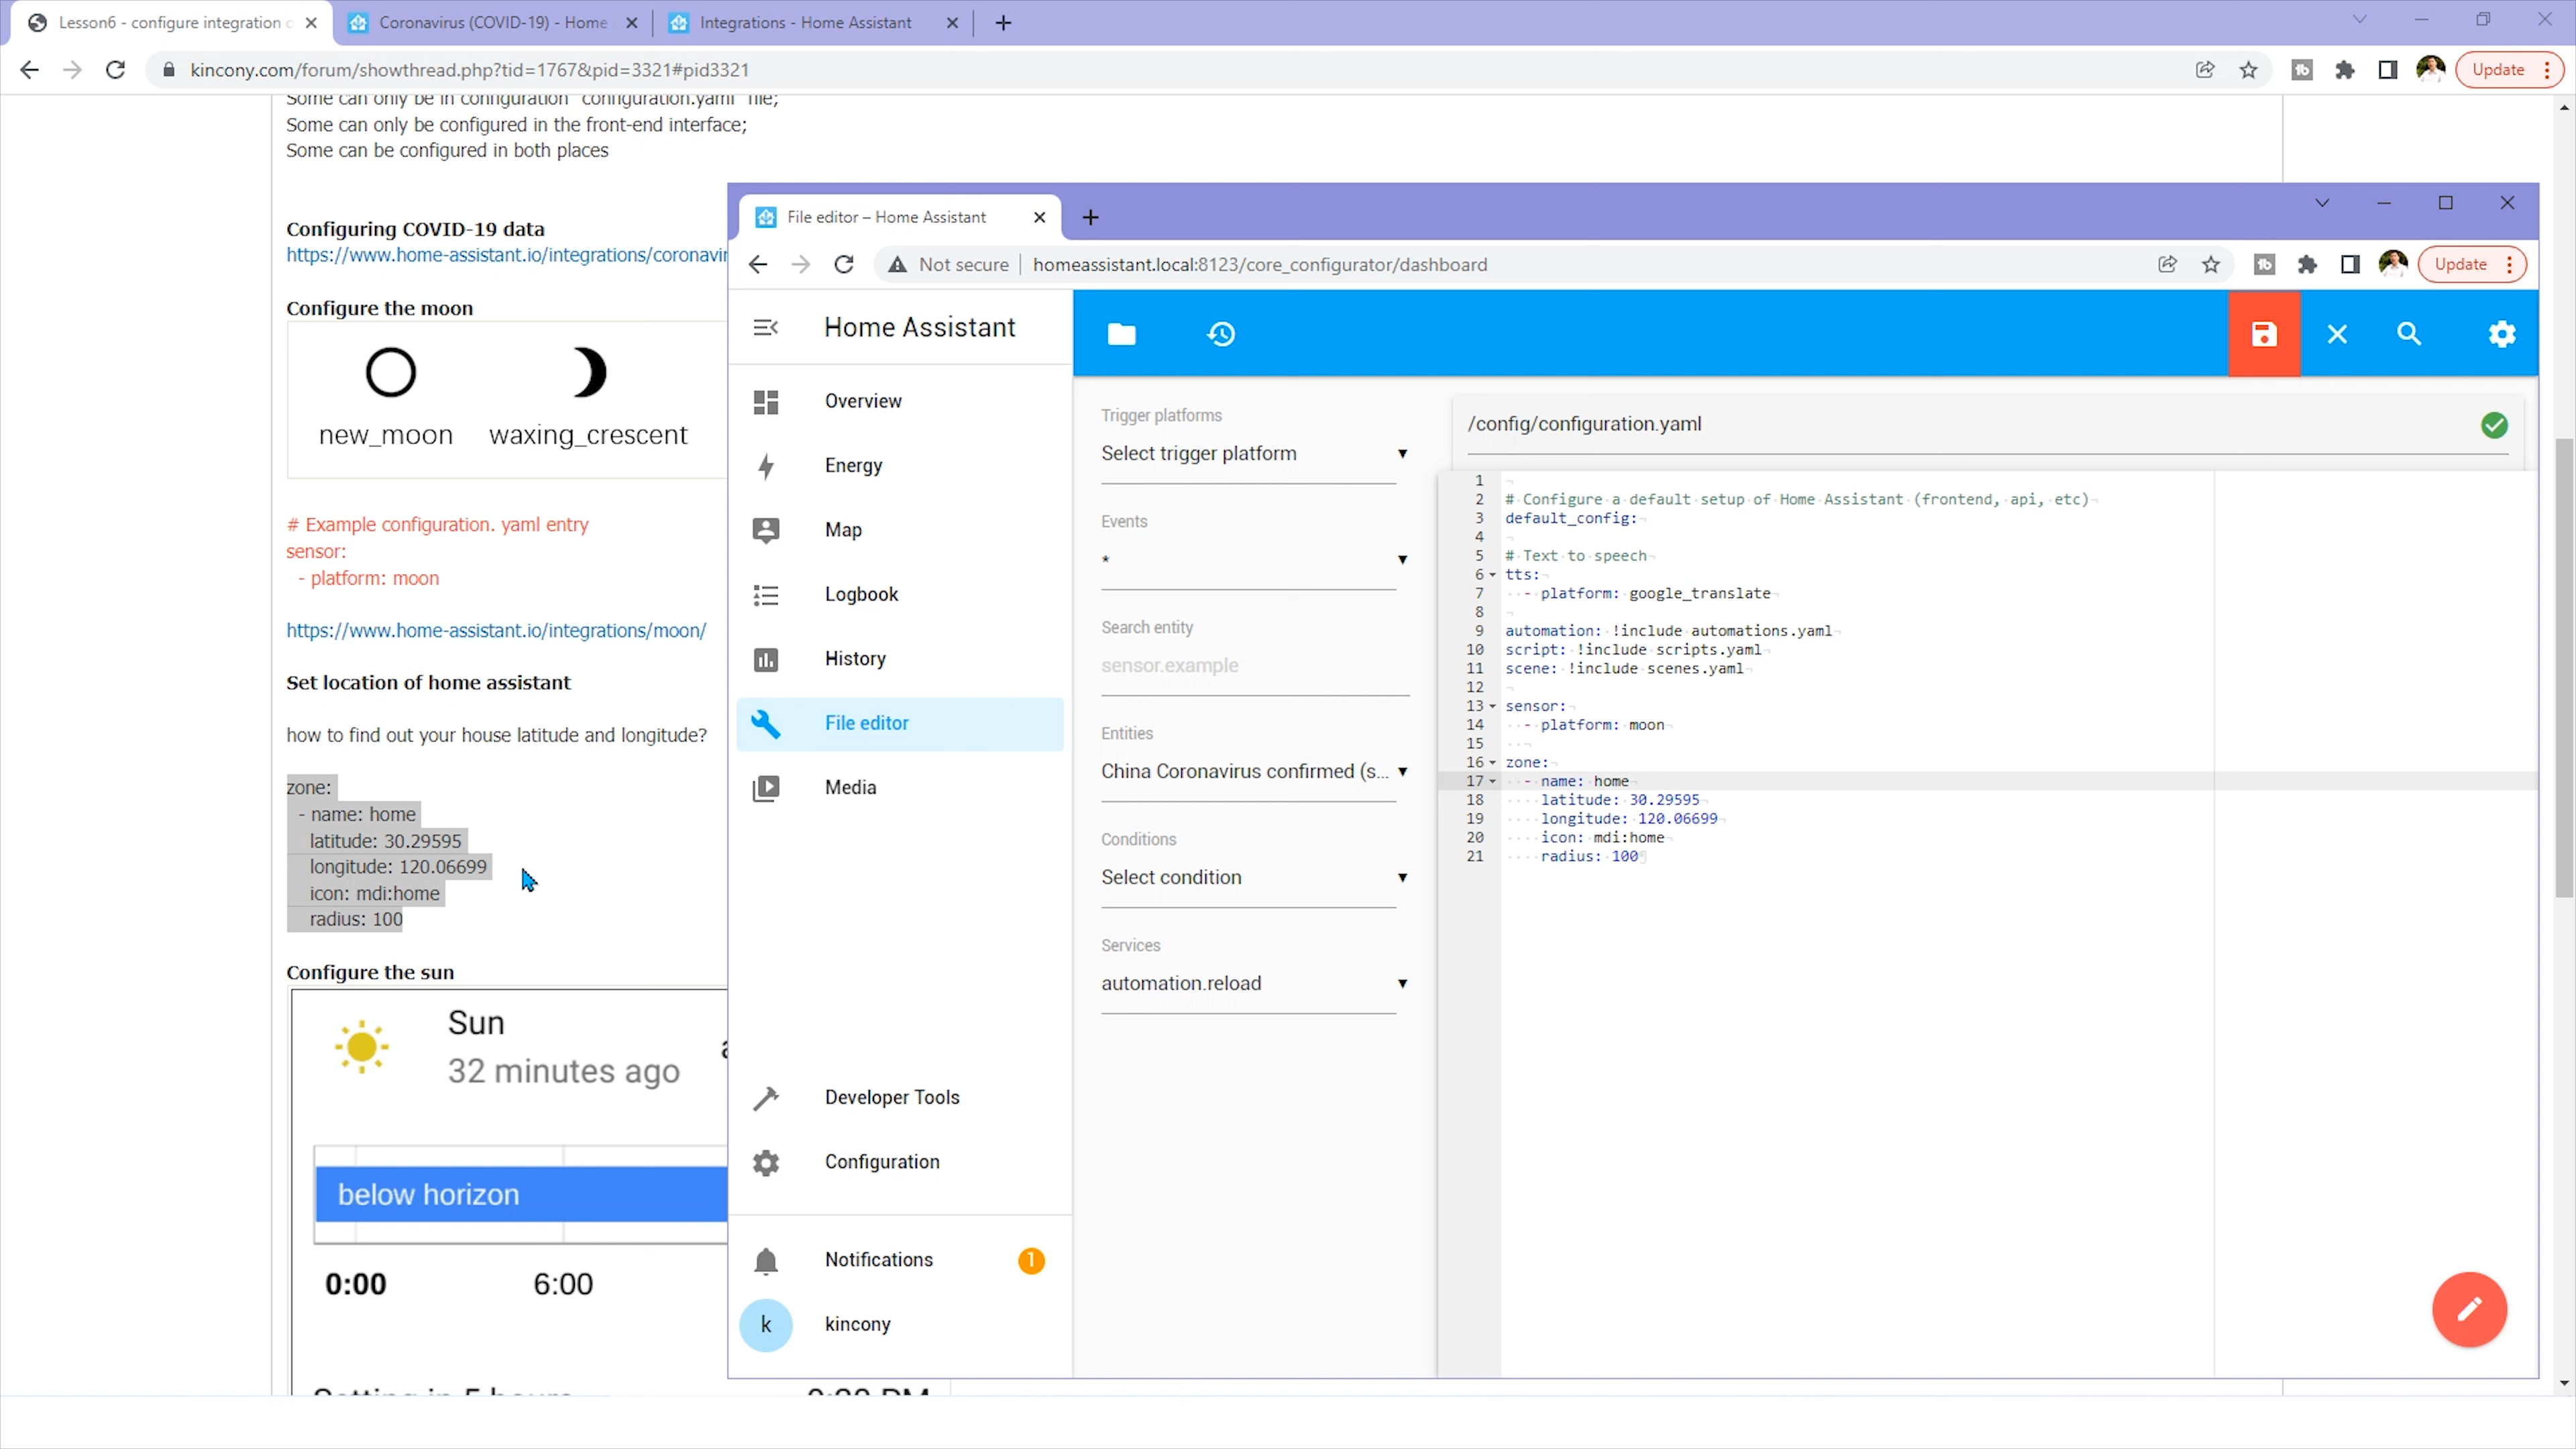 Lesson6 - configure integration o
Coronavirus (COVID-19) - Home
Integrations - Home Assistant
kincony.com/forum/showthread.php?tid=1767&pid=3321#pid3321
Update
Some can only be in configuration "configuration.yaml" file;
Some can only be configured in the front-end interface;
Some can be configured in both places
Configuring COVID-19 data
https://www.home-assistant.io/integrations/coronavir
Configure the moon
new_moon
waxing_crescent
# Example configuration. yaml entry
sensor:
- platform: moon
https://www.home-assistant.io/integrations/moon/
Set location of home assistant
how to find out your house latitude and longitude?
zone:
- name: home
latitude: 30.29595
longitude: 120.06699
icon: mdi:home
radius: 100
Configure the sun
Sun
32 minutes ago
below horizon
0:00
6:00
File editor – Home Assistant
Not secure
homeassistant.local:8123/core_configurator/dashboard
Update
Home Assistant
Overview
Energy
Map
Logbook
History
File editor
Media
Developer Tools
Configuration
Notifications
1
k
kincony
Trigger platforms
Select trigger platform
Events
*
Search entity
sensor.example
Entities
China Coronavirus confirmed (s...
Conditions
Select condition
Services
automation.reload
/config/configuration.yaml
1
2 # Configure a default setup of Home Assistant (frontend, api, etc)
3 default_config:
4
5 # Text to speech
6 tts:
7 - platform: google_translate
8
9 automation: !include automations.yaml
10 script: !include scripts.yaml
11 scene: !include scenes.yaml
12
13 sensor:
14 - platform: moon
15
16 zone:
17 - name: home
18 latitude: 30.29595
19 longitude: 120.06699
20 icon: mdi:home
21 radius: 100